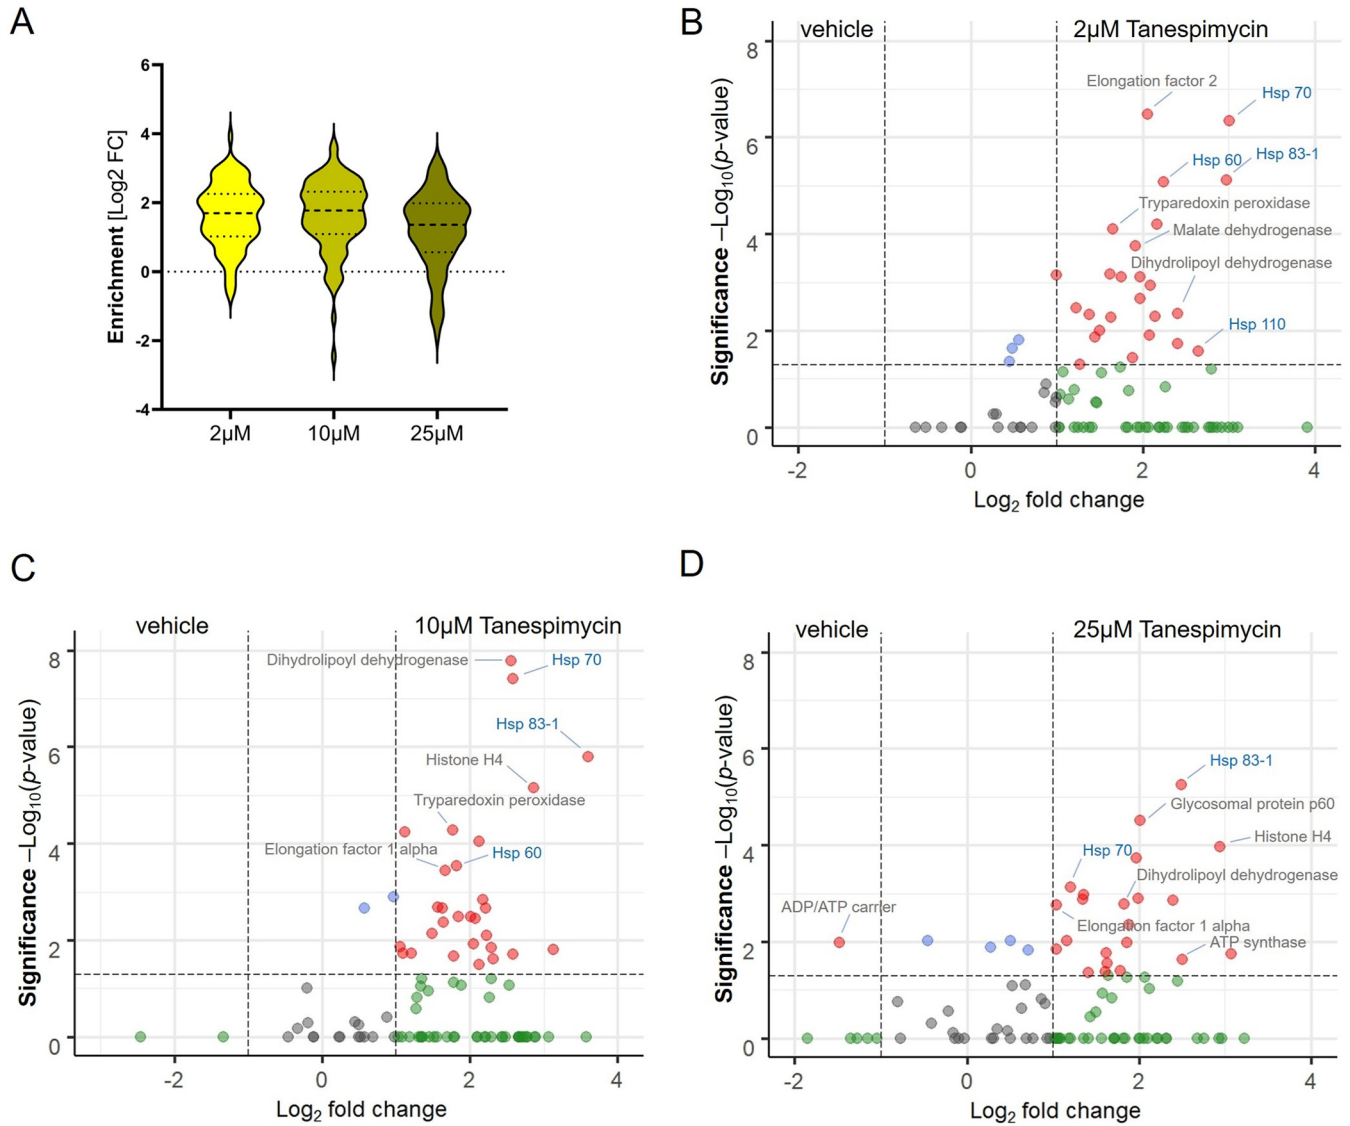 A
Enrichment [Log2 FC]
6
4
2
0
-2
-4
2µM
10µM
25µM
B
vehicle
2µM Tanespimycin
Significance –Log10(p-value)
8
6
4
2
0
Elongation factor 2
Hsp 70
Hsp 60
Hsp 83-1
Tryparedoxin peroxidase
Malate dehydrogenase
Dihydrolipoyl dehydrogenase
Hsp 110
-2
0
2
4
Log2 fold change
C
vehicle
10µM Tanespimycin
Significance –Log10(p-value)
8
6
4
2
0
Dihydrolipoyl dehydrogenase
Hsp 70
Hsp 83-1
Histone H4
Tryparedoxin peroxidase
Elongation factor 1 alpha
Hsp 60
-2
0
2
4
Log2 fold change
D
vehicle
25µM Tanespimycin
Significance –Log10(p-value)
8
6
4
2
0
Hsp 83-1
Glycosomal protein p60
Histone H4
Hsp 70
Dihydrolipoyl dehydrogenase
ADP/ATP carrier
Elongation factor 1 alpha
ATP synthase
-2
0
2
4
Log2 fold change